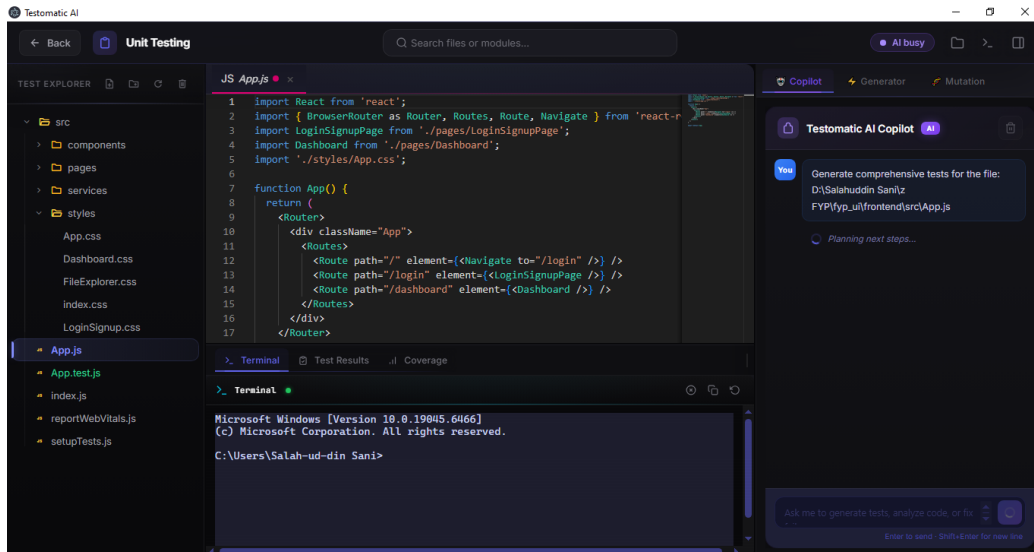 Testomatic AI
← Back
Unit Testing
Search files or modules...
AI busy
TEST EXPLORER
src
components
pages
services
styles
App.css
Dashboard.css
FileExplorer.css
index.css
LoginSignup.css
JS App.js
JS App.test.js
JS index.js
JS reportWebVitals.js
JS setupTests.js
JS App.js ×
1 import React from 'react';
2 import { BrowserRouter as Router, Routes, Route, Navigate } from 'react-r
3 import LoginSignupPage from './pages/LoginSignupPage';
4 import Dashboard from './pages/Dashboard';
5 import './styles/App.css';
6
7 function App() {
8 return (
9 <Router>
10 <div className="App">
11 <Routes>
12 <Route path="/" element={<Navigate to="/login" />} />
13 <Route path="/login" element={<LoginSignupPage />} />
14 <Route path="/dashboard" element={<Dashboard />} />
15 </Routes>
16 </div>
17 </Router>
>_ Terminal
Test Results
Coverage
>_ Terminal
Microsoft Windows [Version 10.0.19045.6466]
(c) Microsoft Corporation. All rights reserved.
C:\Users\Salah-ud-din Sani>
Copilot
Generator
Mutation
Testomatic AI Copilot AI
You
Generate comprehensive tests for the file:
D:\Salahuddin Sani\z
FYP\fyp_ui\frontend\src\App.js
Planning next steps...
Ask me to generate tests, analyze code, or fix
Enter to send · Shift+Enter for new line